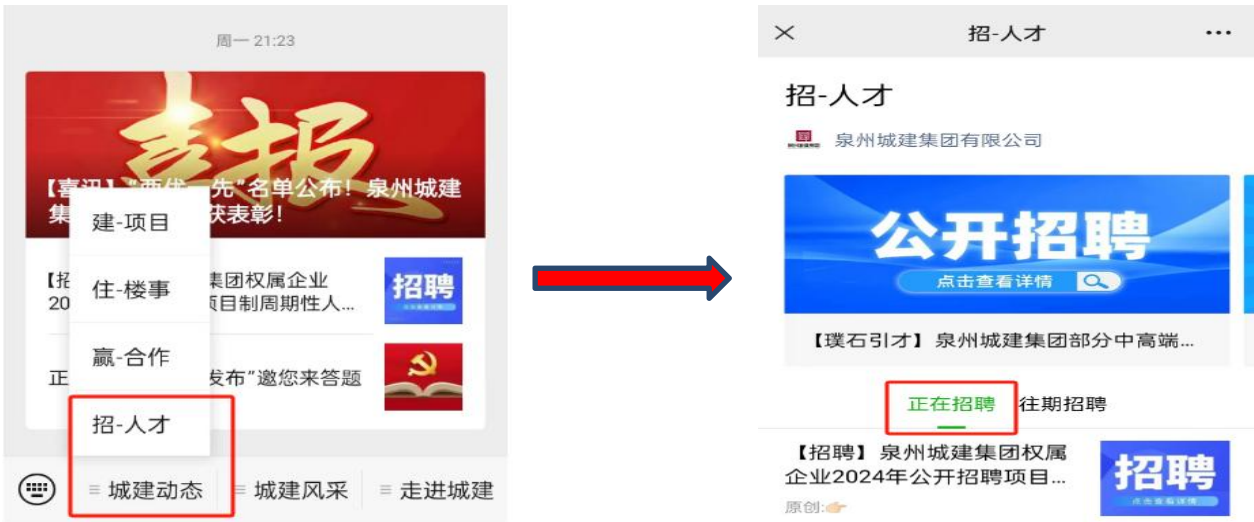 周一 21:23
喜报
【喜讯】“两优一先”名单公布！泉州城建
集 获表彰！
建-项目
【招 集团权属企业
20 项目制周期性人...
招聘
住-楼事
赢-合作
正 发布”邀您来答题
招-人才
城建动态
城建风采
走进城建
招-人才
招-人才
泉州城建集团有限公司
公开招聘
点击查看详情
【璞石引才】泉州城建集团部分中高端...
正在招聘 往期招聘
【招聘】泉州城建集团权属
企业2024年公开招聘项目...
招聘
点击查看详情
原创: